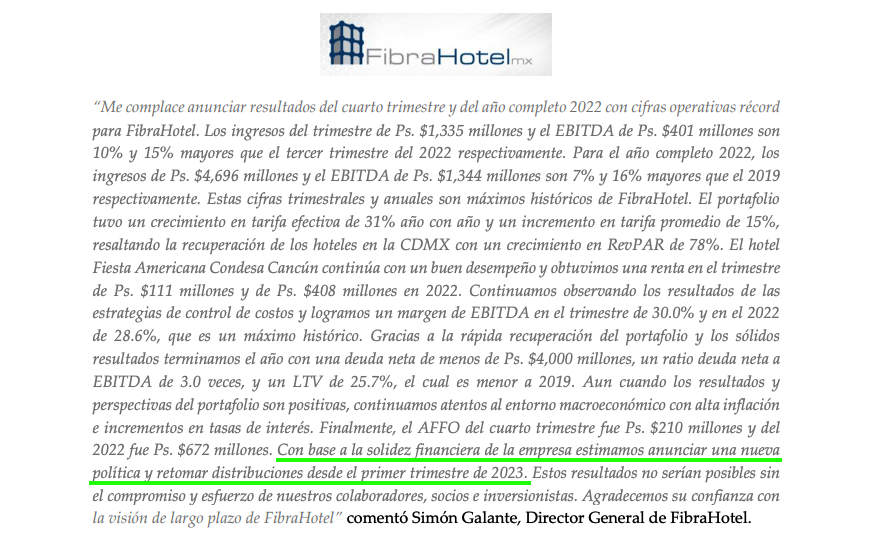 FibraHotel mx
“Me complace anunciar resultados del cuarto trimestre y del año completo 2022 con cifras operativas récord
para FibraHotel. Los ingresos del trimestre de Ps. $1,335 millones y el EBITDA de Ps. $401 millones son
10% y 15% mayores que el tercer trimestre del 2022 respectivamente. Para el año completo 2022, los
ingresos de Ps. $4,696 millones y el EBITDA de Ps. $1,344 millones son 7% y 16% mayores que el 2019
respectivamente. Estas cifras trimestrales y anuales son máximos históricos de FibraHotel. El portafolio
tuvo un crecimiento en tarifa efectiva de 31% año con año y un incremento en tarifa promedio de 15%,
resaltando la recuperación de los hoteles en la CDMX con un crecimiento en RevPAR de 78%. El hotel
Fiesta Americana Condesa Cancún continúa con un buen desempeño y obtuvimos una renta en el trimestre
de Ps. $111 millones y de Ps. $408 millones en 2022. Continuamos observando los resultados de las
estrategias de control de costos y logramos un margen de EBITDA en el trimestre de 30.0% y en el 2022
de 28.6%, que es un máximo histórico. Gracias a la rápida recuperación del portafolio y los sólidos
resultados terminamos el año con una deuda neta de menos de Ps. $4,000 millones, un ratio deuda neta a
EBITDA de 3.0 veces, y un LTV de 25.7%, el cual es menor a 2019. Aun cuando los resultados y
perspectivas del portafolio son positivas, continuamos atentos al entorno macroeconómico con alta inflación
e incrementos en tasas de interés. Finalmente, el AFFO del cuarto trimestre fue Ps. $210 millones y del
2022 fue Ps. $672 millones. Con base a la solidez financiera de la empresa estimamos anunciar una nueva
política y retomar distribuciones desde el primer trimestre de 2023. Estos resultados no serían posibles sin
el compromiso y esfuerzo de nuestros colaboradores, socios e inversionistas. Agradecemos su confianza con
la visión de largo plazo de FibraHotel” comentó Simón Galante, Director General de FibraHotel.